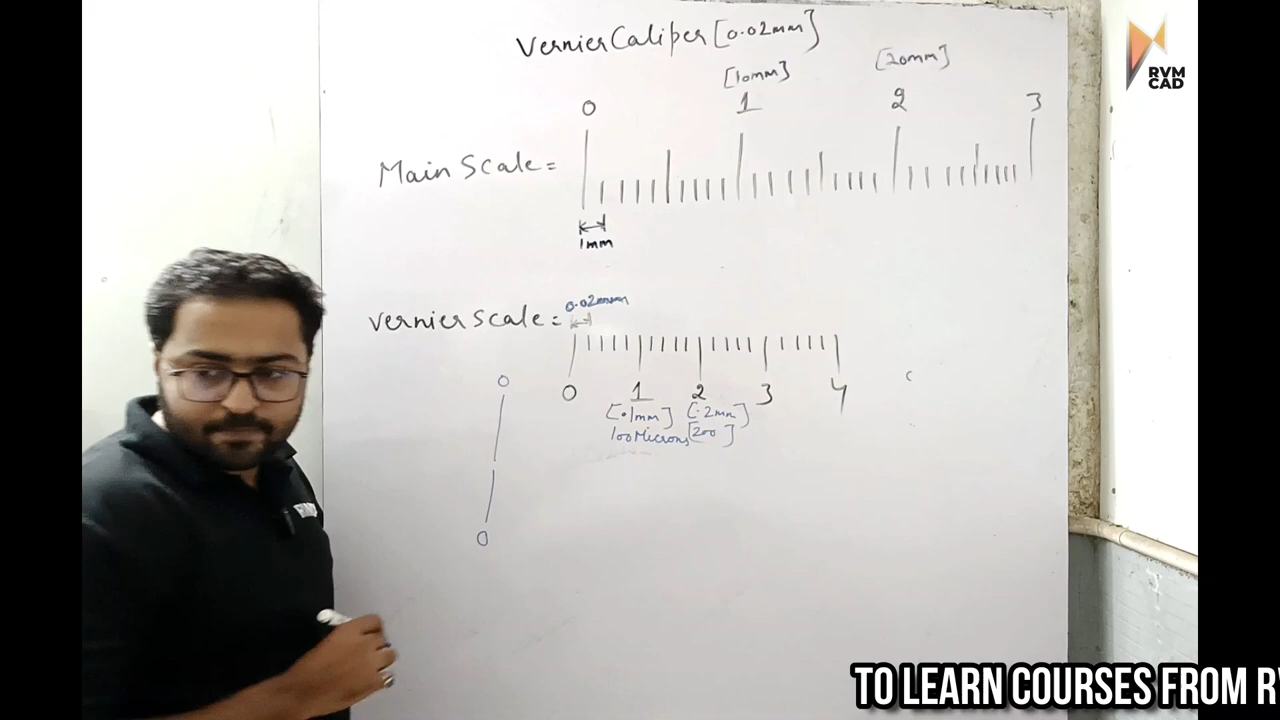 Vernier Caliper [0.02mm]
[10mm] [20mm]
0 1 2 3
Main Scale =
1mm
0.02mm
Vernier Scale =
0 1 2 3 4
[.1mm] [.2mm]
100 Microns [200 ]
0
0
RVM
CAD
TO LEARN COURSES FROM R